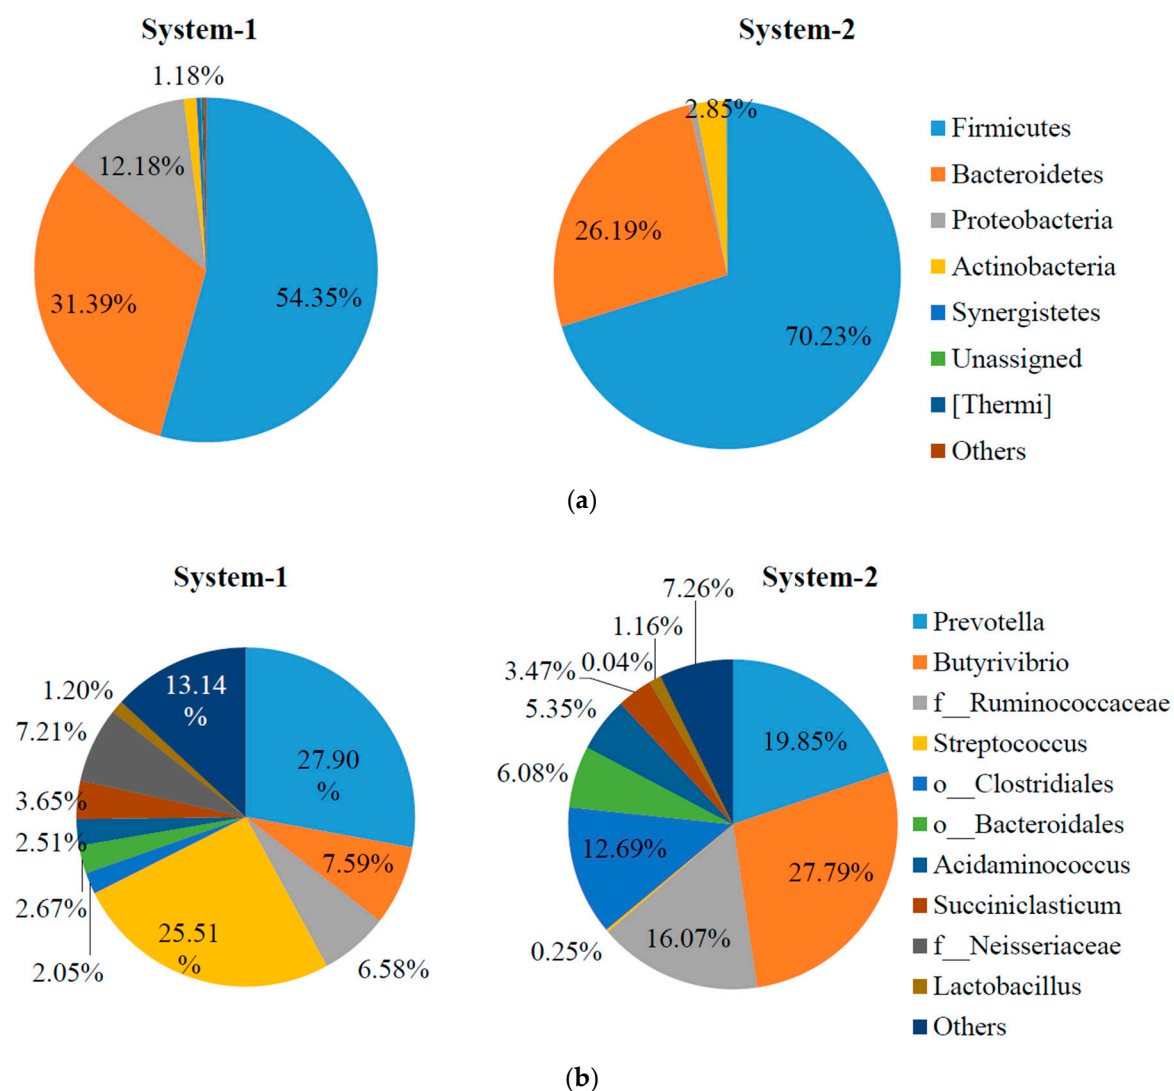 System-1
System-2
1.18%
2.85%
12.18%
31.39%
54.35%
26.19%
70.23%
Firmicutes
Bacteroidetes
Proteobacteria
Actinobacteria
Synergistetes
Unassigned
[Thermi]
Others
(a)
System-1
System-2
13.14
%
1.20%
7.21%
3.65%
2.51%
2.67%
2.05%
25.51
%
6.58%
7.59%
27.90
%
7.26%
1.16%
0.04%
3.47%
5.35%
6.08%
12.69%
0.25%
16.07%
27.79%
19.85%
Prevotella
Butyrivibrio
f__Ruminococcaceae
Streptococcus
o__Clostridiales
o__Bacteroidales
Acidaminococcus
Succiniclasticum
f__Neisseriaceae
Lactobacillus
Others
(b)